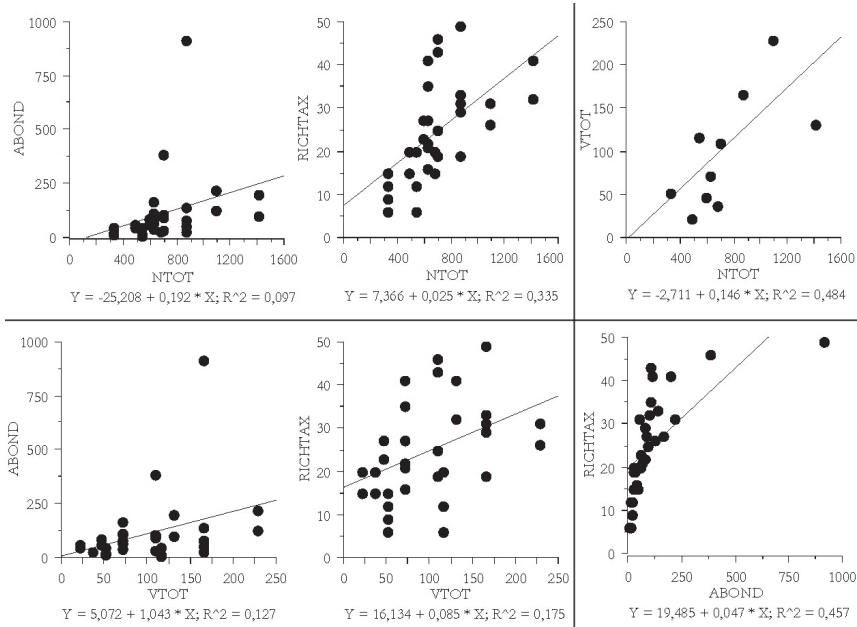 1000
750
500
250
0
ABOND
0 400 800 1200 1600
NTOT
Y = -25,208 + 0,192 * X; R^2 = 0,097
50
40
30
20
10
0
RICHTAX
0 400 800 1200 1600
NTOT
Y = 7,366 + 0,025 * X; R^2 = 0,335
250
200
150
100
50
0
VTOT
0 400 800 1200 1600
NTOT
Y = -2,711 + 0,146 * X; R^2 = 0,484
1000
750
500
250
0
ABOND
0 50 100 150 200 250
VTOT
Y = 5,072 + 1,043 * X; R^2 = 0,127
50
40
30
20
10
0
RICHTAX
0 50 100 150 200 250
VTOT
Y = 16,134 + 0,085 * X; R^2 = 0,175
50
40
30
20
10
0
RICHTAX
0 250 500 750 1000
ABOND
Y = 19,485 + 0,047 * X; R^2 = 0,457